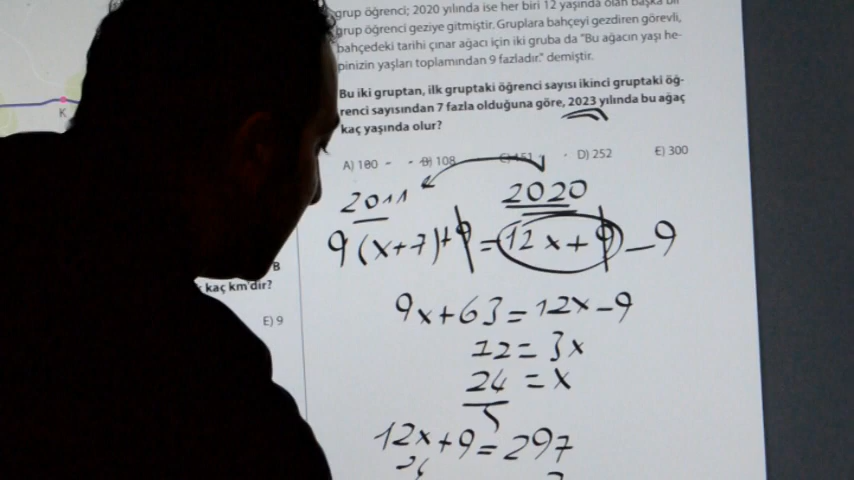 grup öğrenci; 2020 yılında ise her biri 12 yaşında olan başka bir
grup öğrenci geziye gitmiştir. Gruplara bahçeyi gezdiren görevli,
bahçedeki tarihi çınar ağacı için iki gruba da "Bu ağacın yaşı he-
pinizin yaşları toplamından 9 fazladır." demiştir.
Bu iki gruptan, ilk gruptaki öğrenci sayısı ikinci gruptaki öğ-
renci sayısından 7 fazla olduğuna göre, 2023 yılında bu ağaç
kaç yaşında olur?
A) 180 B) 108 C) 151 D) 252 E) 300
2011 2020
9(x+7)+9=12x+9-9
9x+63=12x-9
72=3x
24=x
12x+9=297
24
K
B
kaç km'dir?
E) 9